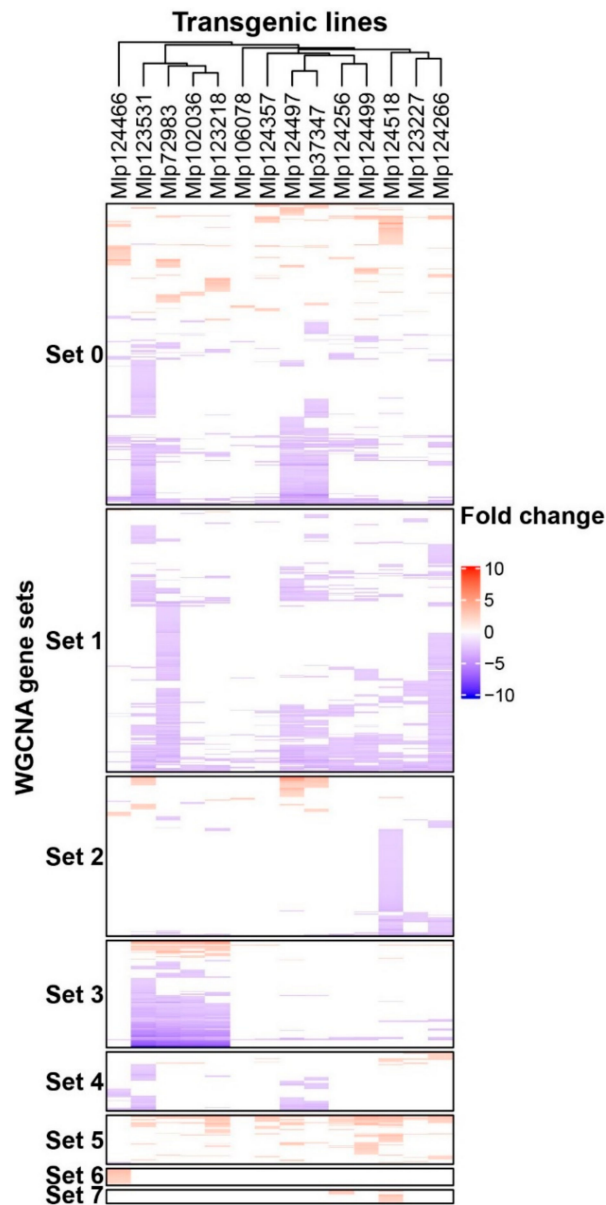 Transgenic lines
Mlp124466
Mlp123531
Mlp72983
Mlp102036
Mlp123218
Mlp106078
Mlp124357
Mlp124497
Mlp37347
Mlp124256
Mlp124499
Mlp124518
Mlp123227
Mlp124266
WGCNA gene sets
Set 0
Set 1
Set 2
Set 3
Set 4
Set 5
Set 6
Set 7
Fold change
10
5
0
−5
−10